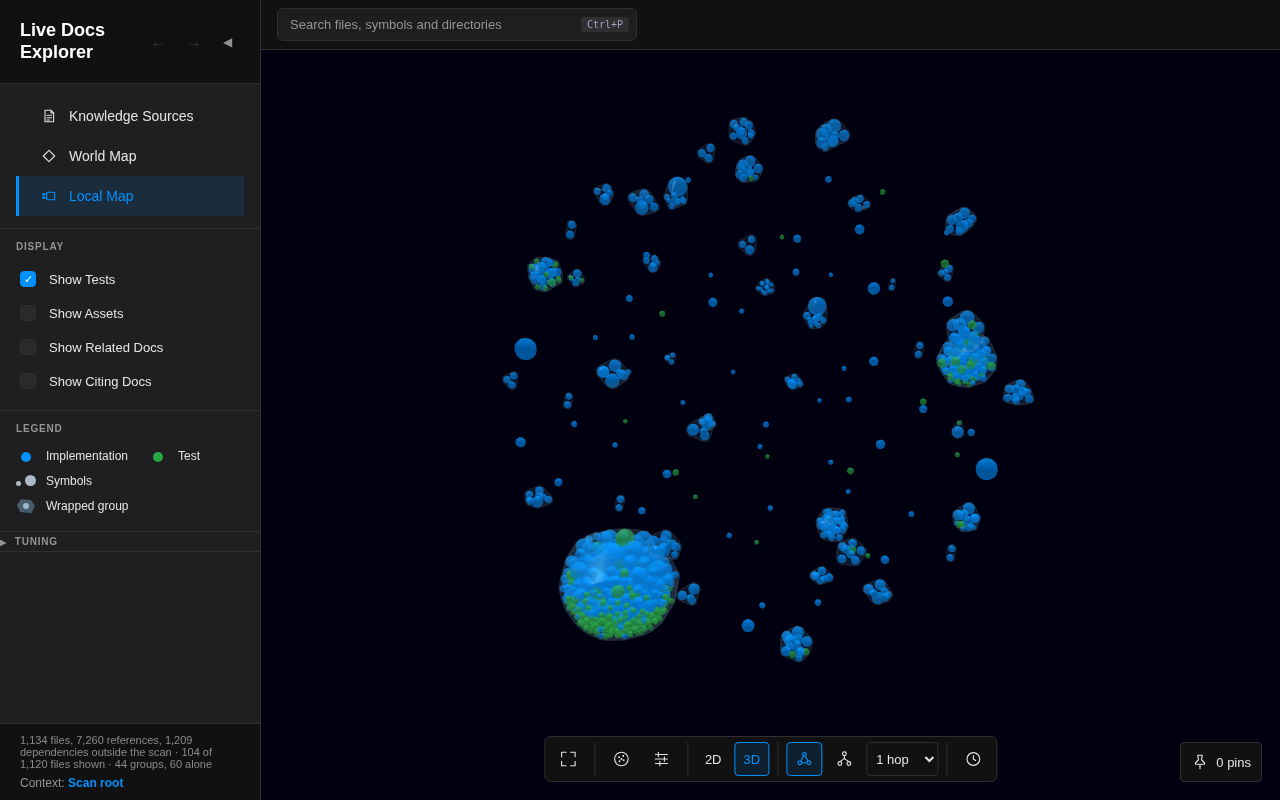 Live Docs
Explorer
Search files, symbols and directories
Ctrl+P
Knowledge Sources
World Map
Local Map
DISPLAY
Show Tests
Show Assets
Show Related Docs
Show Citing Docs
LEGEND
Implementation
Test
Symbols
Wrapped group
TUNING
1,134 files, 7,260 references, 1,209
dependencies outside the scan · 104 of
1,120 files shown · 44 groups, 60 alone
Context: Scan root
2D
3D
1 hop
0 pins